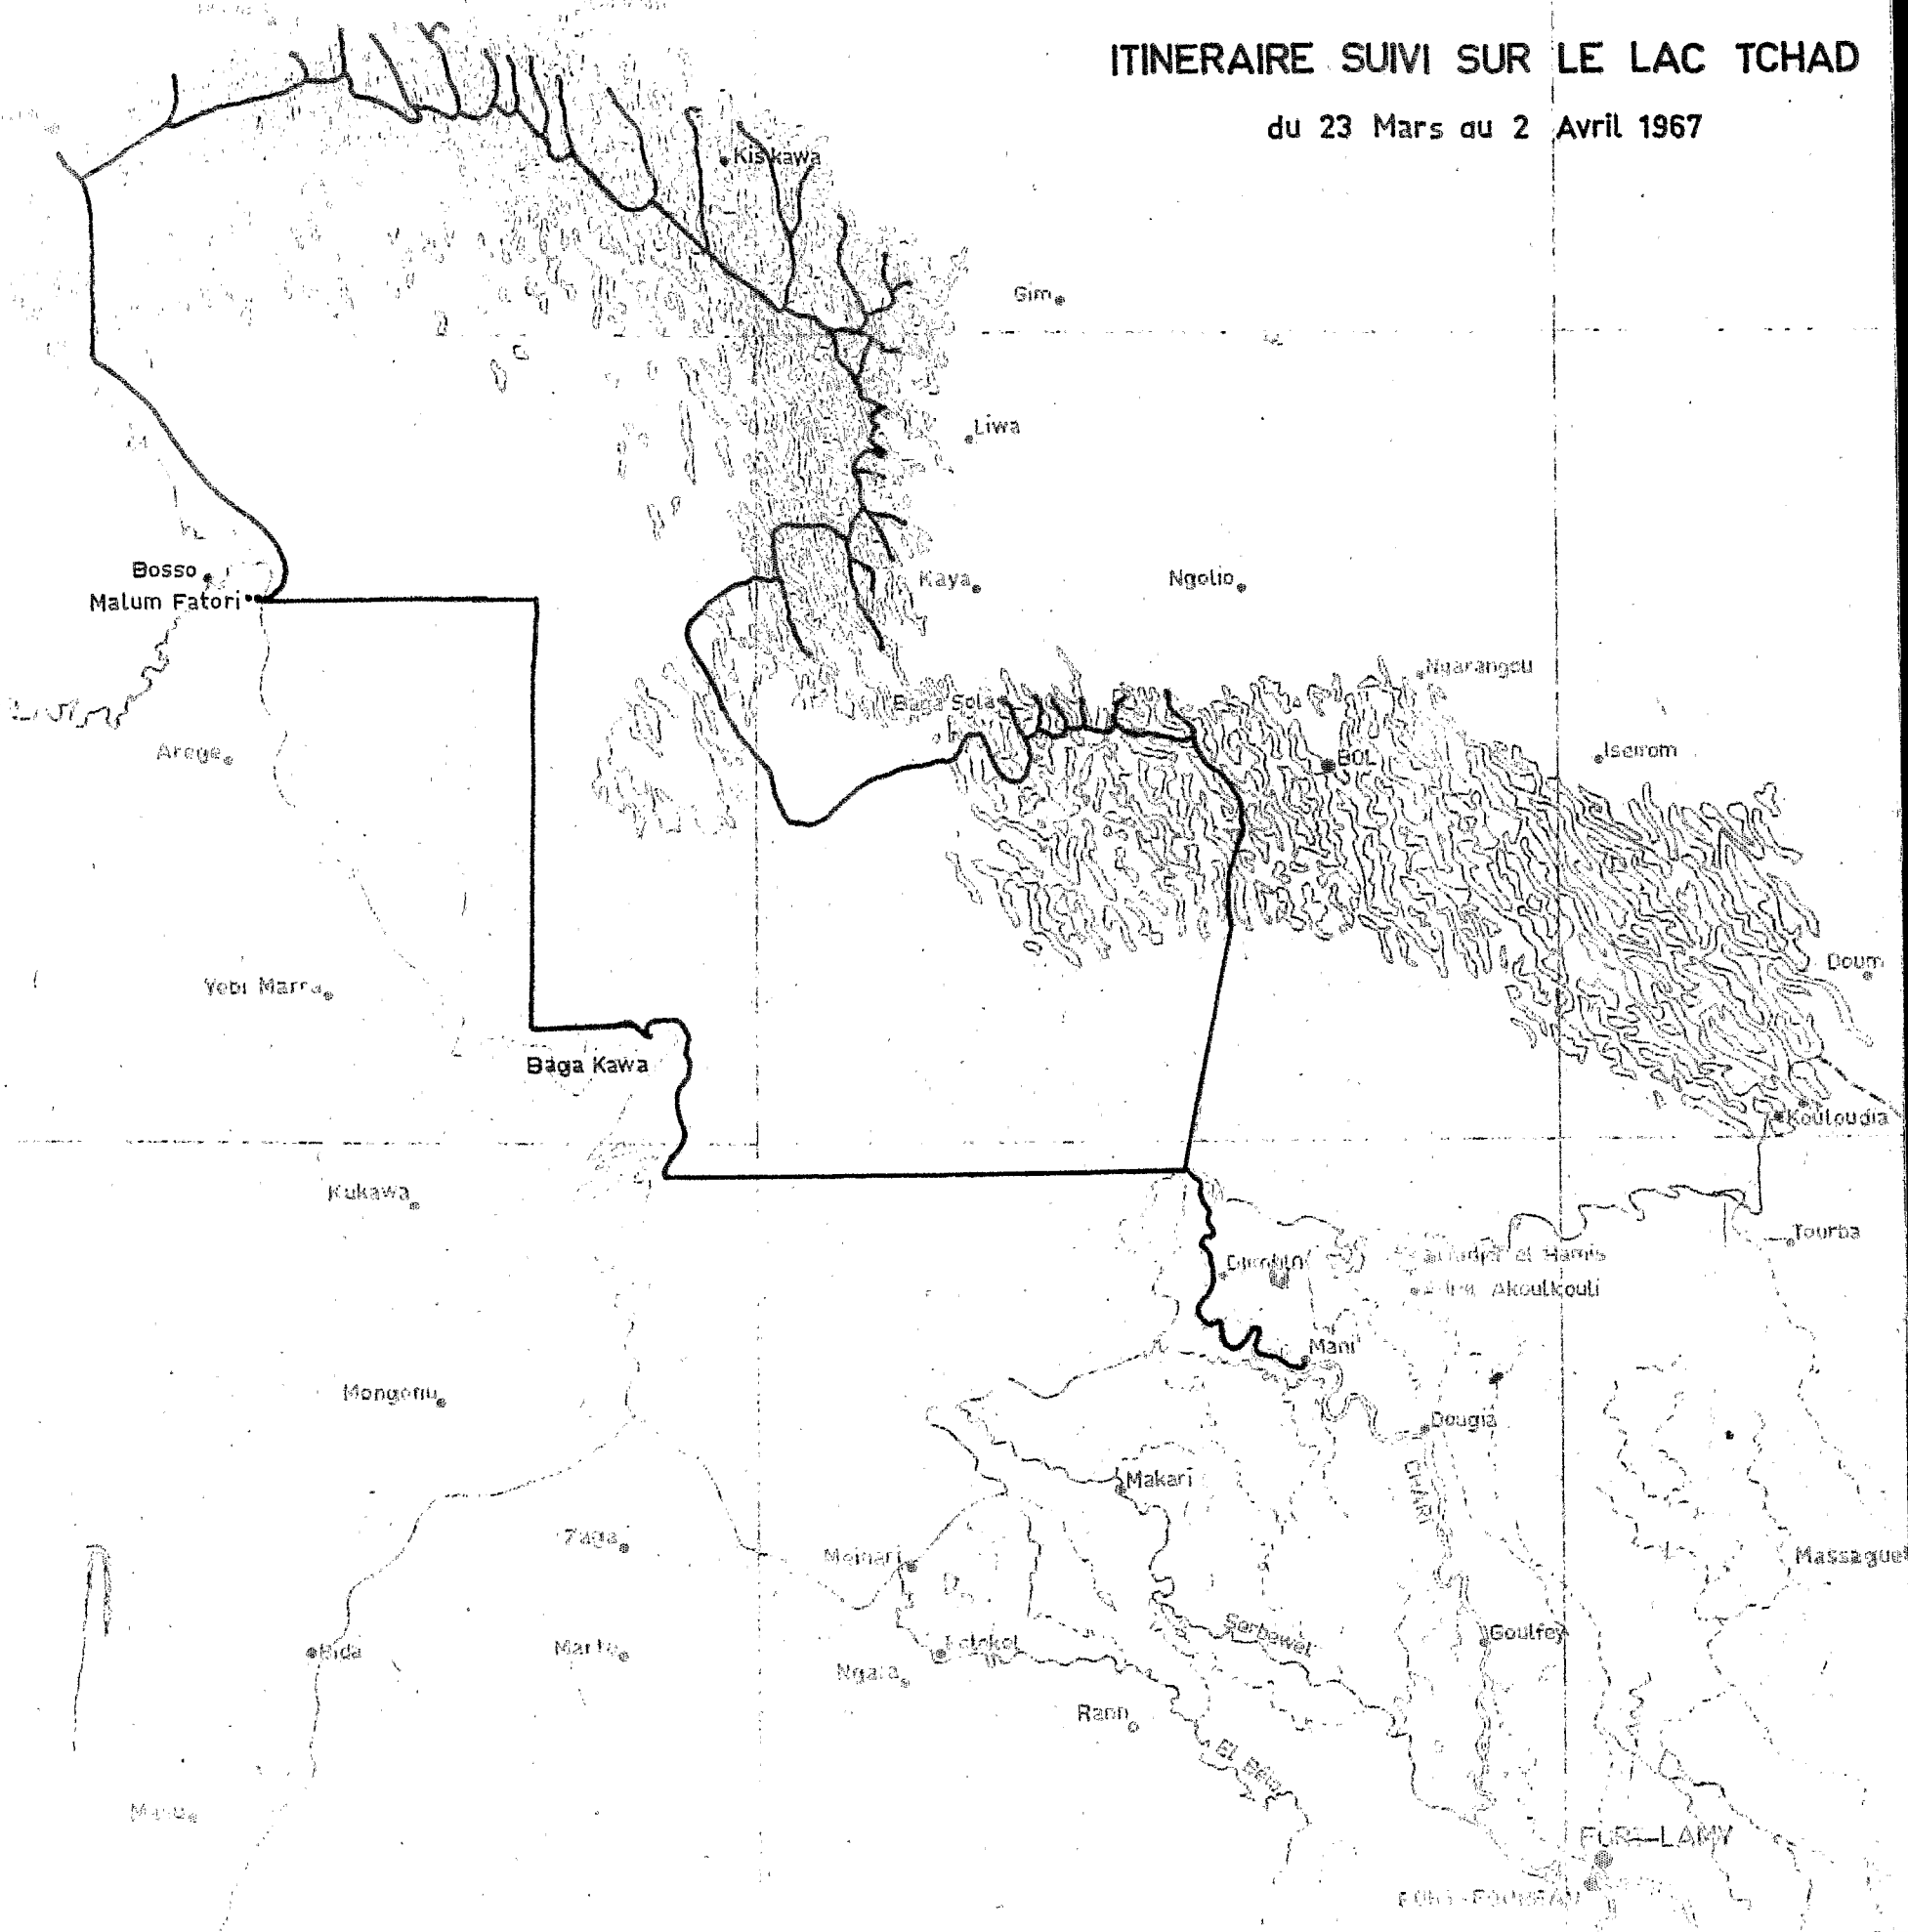 ITINERAIRE SUIVI SUR LE LAC TCHAD
du 23 Mars au 2 Avril 1967
Kiskawa
Gim
Liwa
Bosso
Malum Fatori
Kaya
Ngolio
Ngarangou
Baga Sola
BOL
Iseirom
Arege
Doum
Yebi Marra
Baga Kawa
Kouloudia
Kukawa
Tourba
el Hamis
Akoulkouli
Mani
Mongonu
Dougia
Makari
CHARI
Zaga
Meinari
Massaguet
Serbewel
Goulfey
Bida
Marte
Ngala
Rann
El Beid
FORT-LAMY